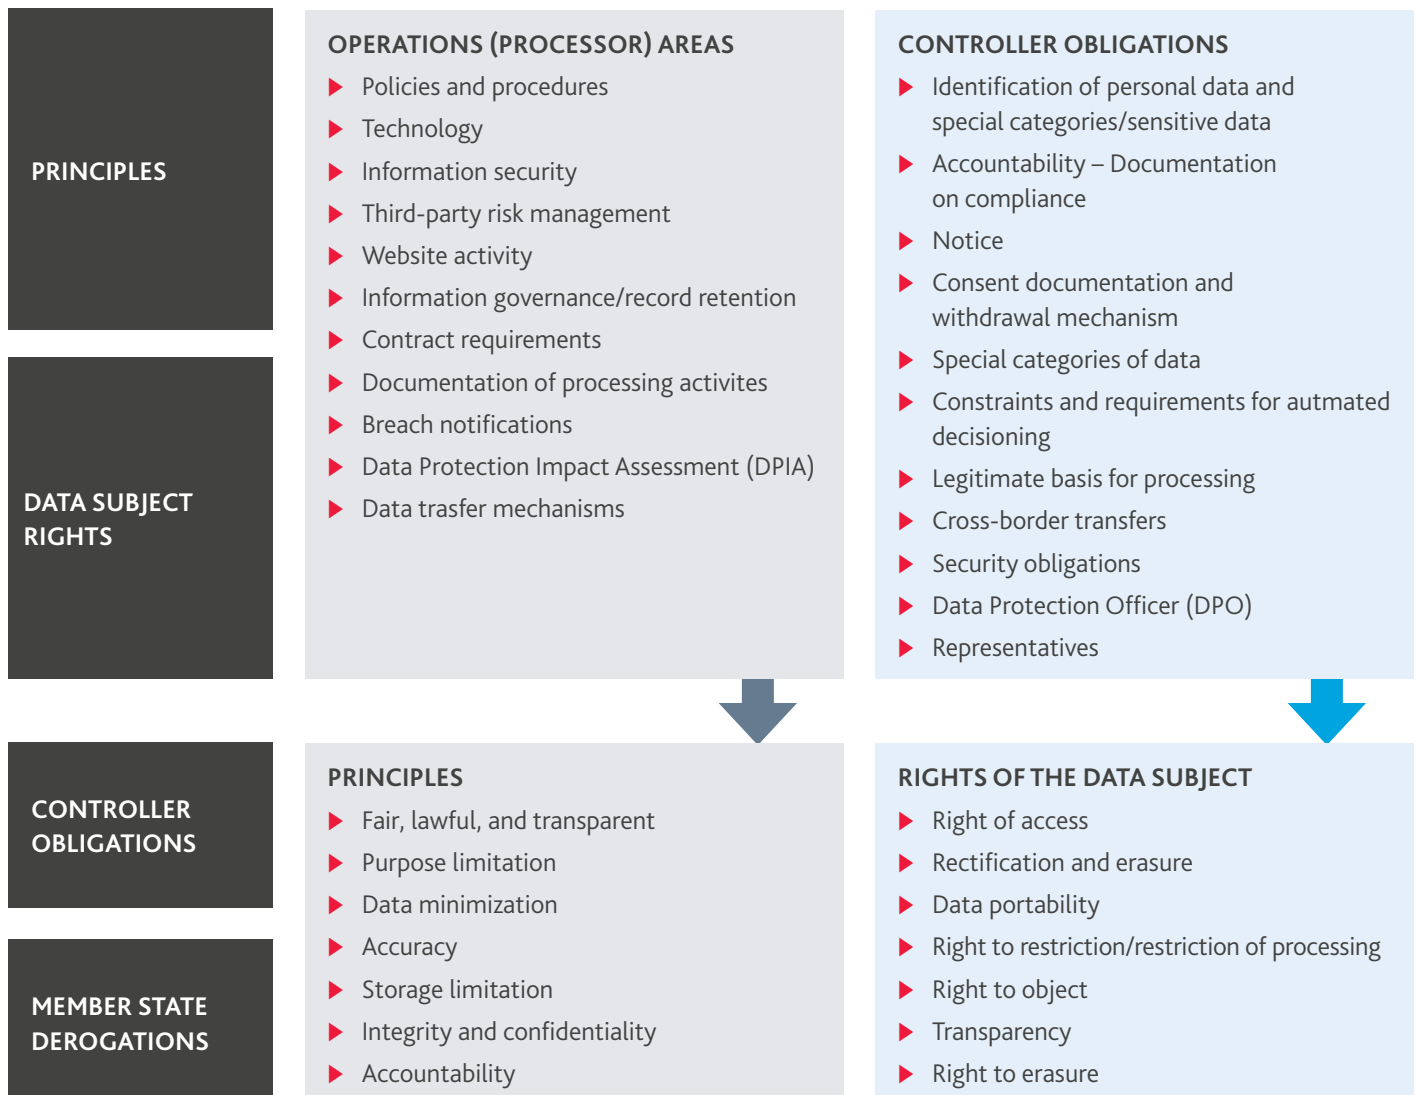 PRINCIPLES
DATA SUBJECT
RIGHTS
CONTROLLER
OBLIGATIONS
MEMBER STATE
DEROGATIONS
OPERATIONS (PROCESSOR) AREAS
Policies and procedures
Technology
Information security
Third-party risk management
Website activity
Information governance/record retention
Contract requirements
Documentation of processing activites
Breach notifications
Data Protection Impact Assessment (DPIA)
Data trasfer mechanisms
CONTROLLER OBLIGATIONS
Identification of personal data and
special categories/sensitive data
Accountability – Documentation
on compliance
Notice
Consent documentation and
withdrawal mechanism
Special categories of data
Constraints and requirements for autmated
decisioning
Legitimate basis for processing
Cross-border transfers
Security obligations
Data Protection Officer (DPO)
Representatives
PRINCIPLES
Fair, lawful, and transparent
Purpose limitation
Data minimization
Accuracy
Storage limitation
Integrity and confidentiality
Accountability
RIGHTS OF THE DATA SUBJECT
Right of access
Rectification and erasure
Data portability
Right to restriction/restriction of processing
Right to object
Transparency
Right to erasure